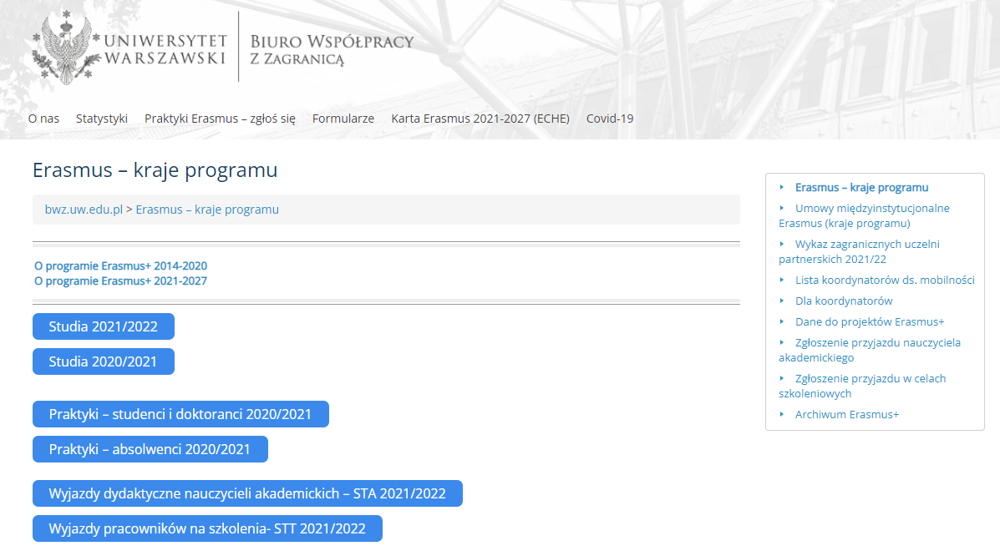 UNIWERSYTET
WARSZAWSKI
BIURO WSPÓŁPRACY
Z ZAGRANICĄ
O nas Statystyki Praktyki Erasmus – zgłoś się Formularze Karta Erasmus 2021-2027 (ECHE) Covid-19
Erasmus – kraje programu
bwz.uw.edu.pl > Erasmus – kraje programu
O programie Erasmus+ 2014-2020
O programie Erasmus+ 2021-2027
Studia 2021/2022
Studia 2020/2021
Praktyki – studenci i doktoranci 2020/2021
Praktyki – absolwenci 2020/2021
Wyjazdy dydaktyczne nauczycieli akademickich – STA 2021/2022
Wyjazdy pracowników na szkolenia- STT 2021/2022
Erasmus – kraje programu
Umowy międzyinstytucjonalne
Erasmus (kraje programu)
Wykaz zagranicznych uczelni
partnerskich 2021/22
Lista koordynatorów ds. mobilności
Dla koordynatorów
Dane do projektów Erasmus+
Zgłoszenie przyjazdu nauczyciela
akademickiego
Zgłoszenie przyjazdu w celach
szkoleniowych
Archiwum Erasmus+